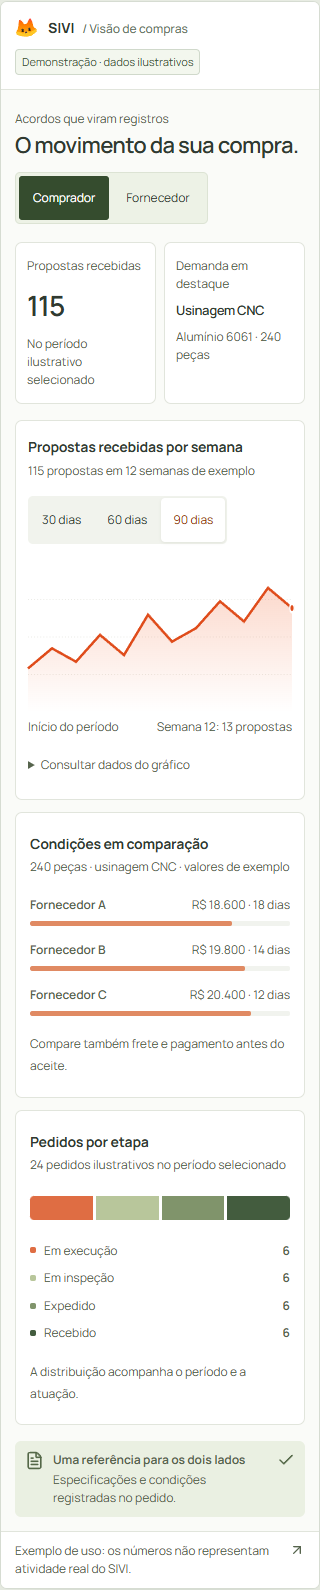 SIVI / Visão de compras
Demonstração · dados ilustrativos
Acordos que viram registros
O movimento da sua compra.
Comprador Fornecedor
Propostas recebidas
115
No período
ilustrativo
selecionado
Demanda em
destaque
Usinagem CNC
Alumínio 6061 · 240
peças
Propostas recebidas por semana
115 propostas em 12 semanas de exemplo
30 dias 60 dias 90 dias
Início do período Semana 12: 13 propostas
Consultar dados do gráfico
Condições em comparação
240 peças · usinagem CNC · valores de exemplo
Fornecedor A R$ 18.600 · 18 dias
Fornecedor B R$ 19.800 · 14 dias
Fornecedor C R$ 20.400 · 12 dias
Compare também frete e pagamento antes do
aceite.
Pedidos por etapa
24 pedidos ilustrativos no período selecionado
Em execução 6
Em inspeção 6
Expedido 6
Recebido 6
A distribuição acompanha o período e a
atuação.
Uma referência para os dois lados
Especificações e condições
registradas no pedido.
Exemplo de uso: os números não representam
atividade real do SIVI.